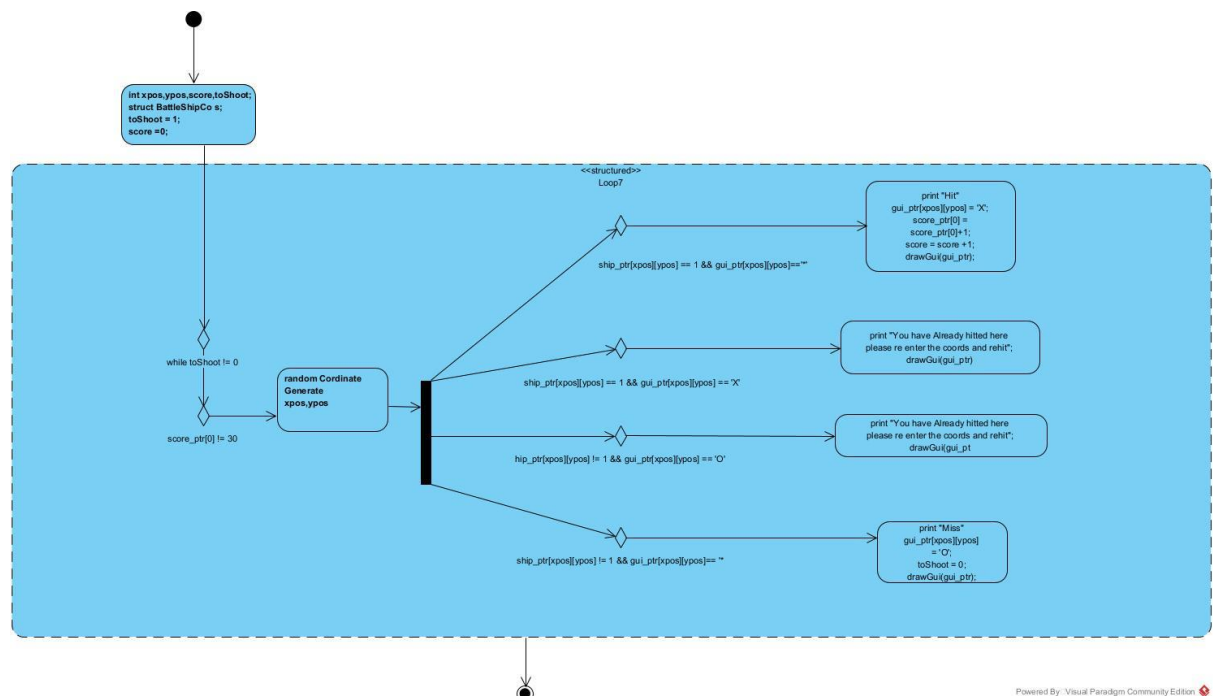 int xpos,ypos,score,toShoot;
struct BattleShipCo s;
toShoot = 1;
score =0;
<<structured>>
Loop7
print "Hit"
gui_ptr[xpos][ypos] = 'X';
score_ptr[0] =
score_ptr[0]+1;
score = score +1;
drawGui(gui_ptr);
ship_ptr[xpos][ypos] == 1 && gui_ptr[xpos][ypos]=='*'
while toShoot != 0
print "You have Already hitted here
please re enter the coords and rehit";
drawGui(gui_ptr)
random Cordinate
Generate
xpos,ypos
ship_ptr[xpos][ypos] == 1 && gui_ptr[xpos][ypos] == 'X'
score_ptr[0] != 30
print "You have Already hitted here
please re enter the coords and rehit";
drawGui(gui_pt
hip_ptr[xpos][ypos] != 1 && gui_ptr[xpos][ypos] == 'O'
print "Miss"
gui_ptr[xpos][ypos]
= 'O';
toShoot = 0;
drawGui(gui_ptr);
ship_ptr[xpos][ypos] != 1 && gui_ptr[xpos][ypos]== '*
Powered By Visual Paradigm Community Edition